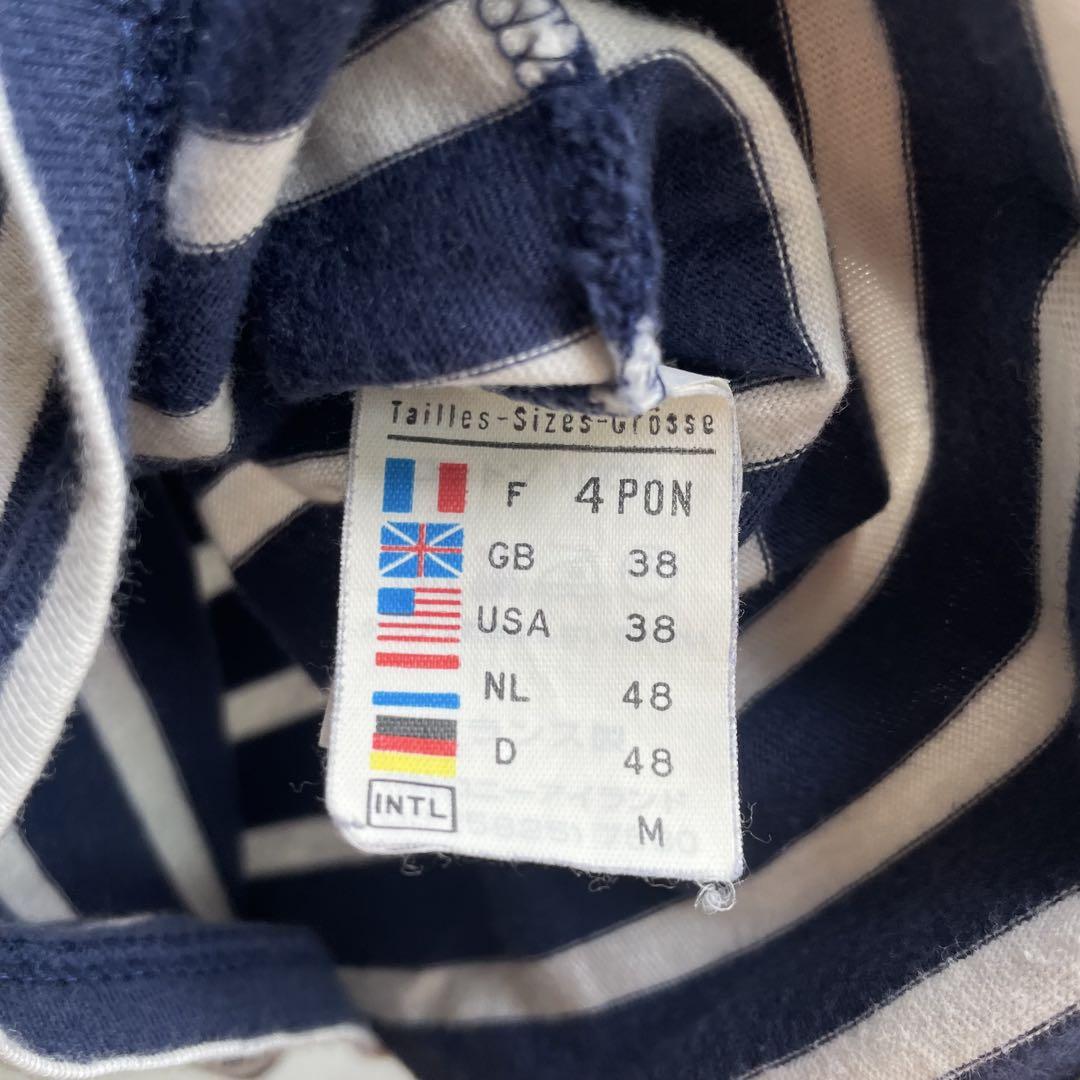 Tailles-Sizes-Grösse
F 4 PON
GB 38
USA 38
NL 48
D 48
INTL M